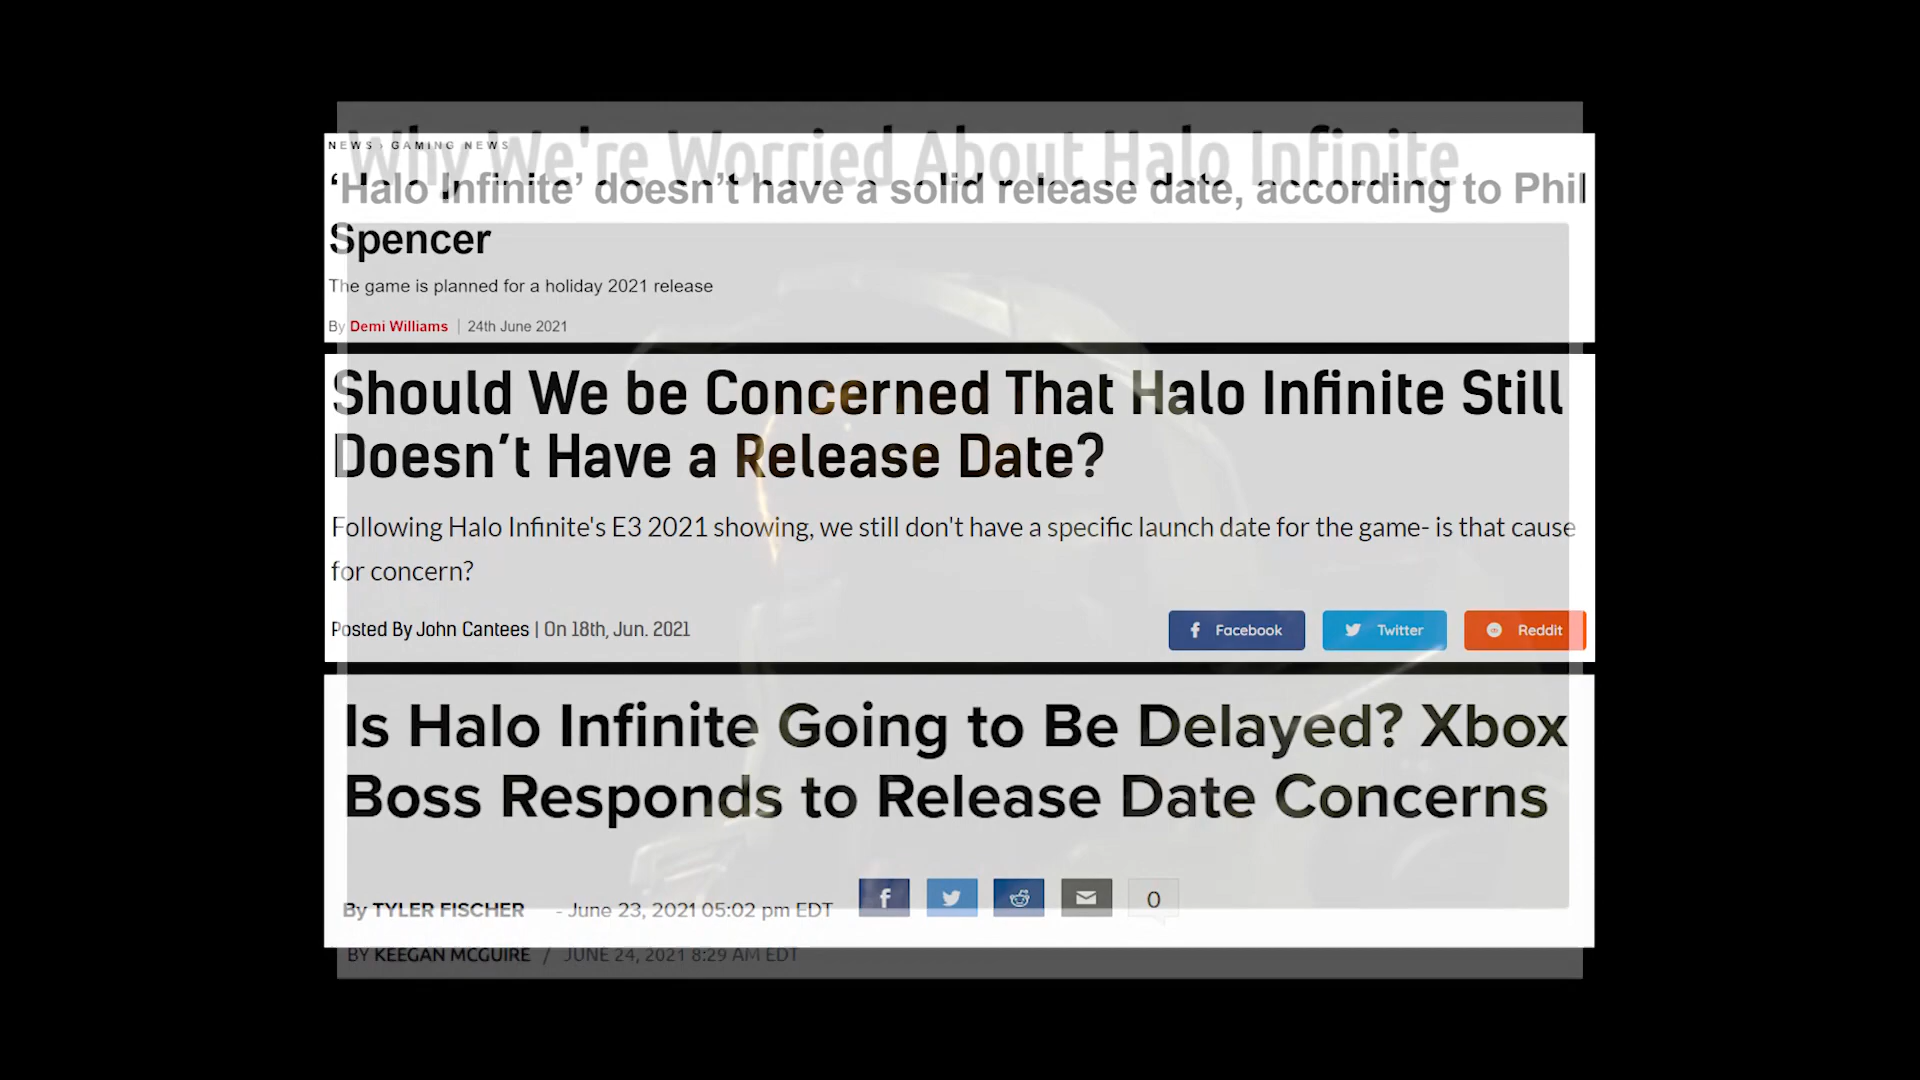 Why We're Worried About Halo Infinite
NEWS › GAMING NEWS
‘Halo Infinite’ doesn’t have a solid release date, according to Phil
Spencer
The game is planned for a holiday 2021 release
By Demi Williams | 24th June 2021
Should We be Concerned That Halo Infinite Still
Doesn’t Have a Release Date?
Following Halo Infinite's E3 2021 showing, we still don't have a specific launch date for the game- is that cause
for concern?
Posted By John Cantees | On 18th, Jun. 2021
Facebook Twitter Reddit
Is Halo Infinite Going to Be Delayed? Xbox
Boss Responds to Release Date Concerns
By TYLER FISCHER - June 23, 2021 05:02 pm EDT 0
BY KEEGAN MCGUIRE / JUNE 24, 2021 8:29 AM EDT